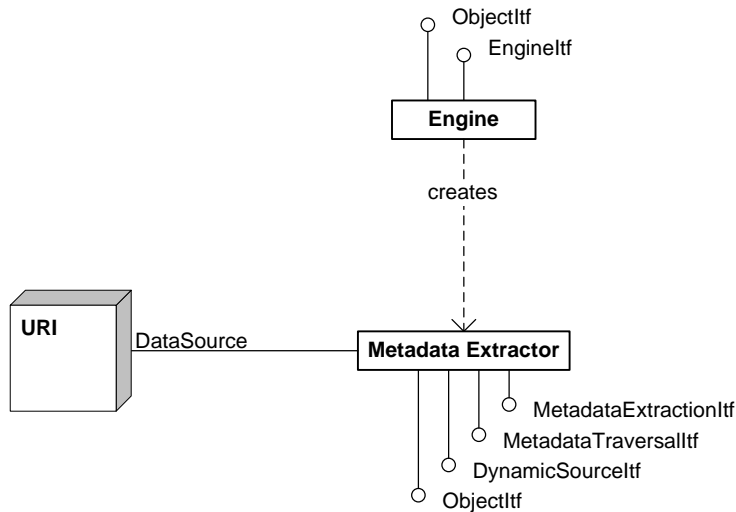 ObjectItf
EngineItf
Engine
creates
URI
DataSource
Metadata Extractor
MetadataExtractionItf
MetadataTraversalItf
DynamicSourceItf
ObjectItf